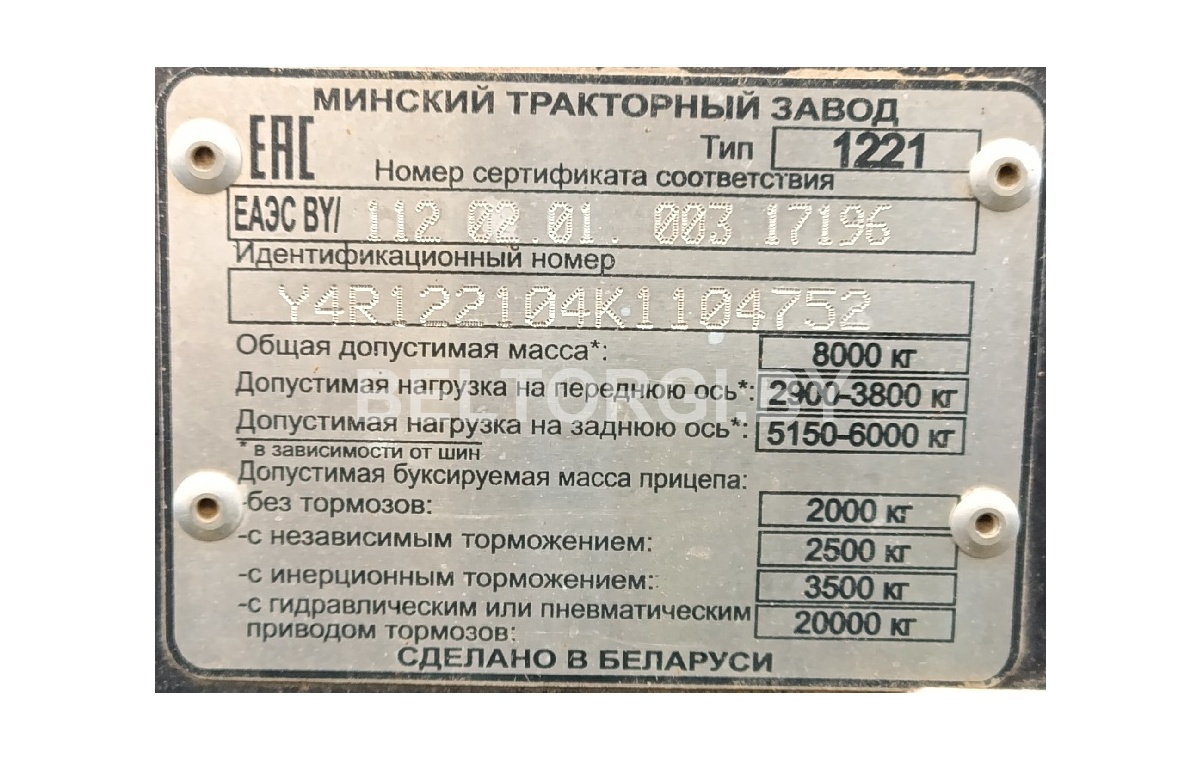 МИНСКИЙ ТРАКТОРНЫЙ ЗАВОД
ЕАС Тип 1221
Номер сертификата соответствия
ЕАЭС BY/ 112 02.01. 003 17196
Идентификационный номер
Y4R122104K1104752
Общая допустимая масса*: 8000 кг
Допустимая нагрузка на переднюю ось*: 2900-3800 кг
BELTORGI.BY
Допустимая нагрузка на заднюю ось*: 5150-6000 кг
* в зависимости от шин
Допустимая буксируемая масса прицепа:
-без тормозов: 2000 кг
-с независимым торможением: 2500 кг
-с инерционным торможением: 3500 кг
-с гидравлическим или пневматическим
приводом тормозов: 20000 кг
СДЕЛАНО В БЕЛАРУСИ